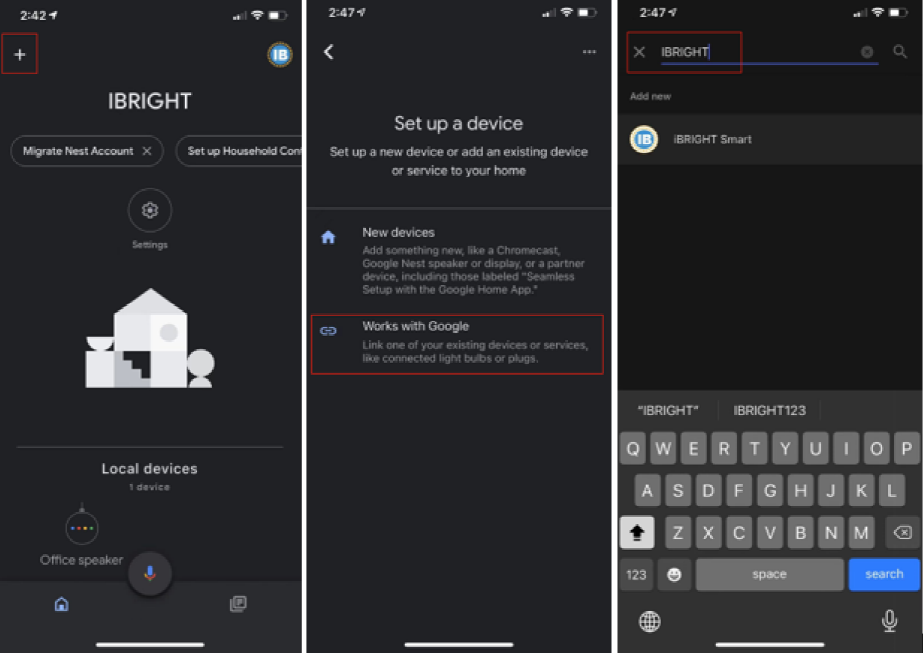 2:42
IB
IBRIGHT
Migrate Nest Account
Set up Household Con
Settings
Local devices
1 device
Office speaker
2:47
Set up a device
Set up a new device or add an existing device
or service to your home
New devices
Add something new, like a Chromecast,
Google Nest speaker or display, or a partner
device, including those labeled "Seamless
Setup with the Google Home App."
Works with Google
Link one of your existing devices or services,
like connected light bulbs or plugs.
2:47
IBRIGHT
Add new
IB
iBRIGHT Smart
"IBRIGHT"
IBRIGHT123
Q W E R T Y U I O P
A S D F G H J K L
Z X C V B N M
123 space search